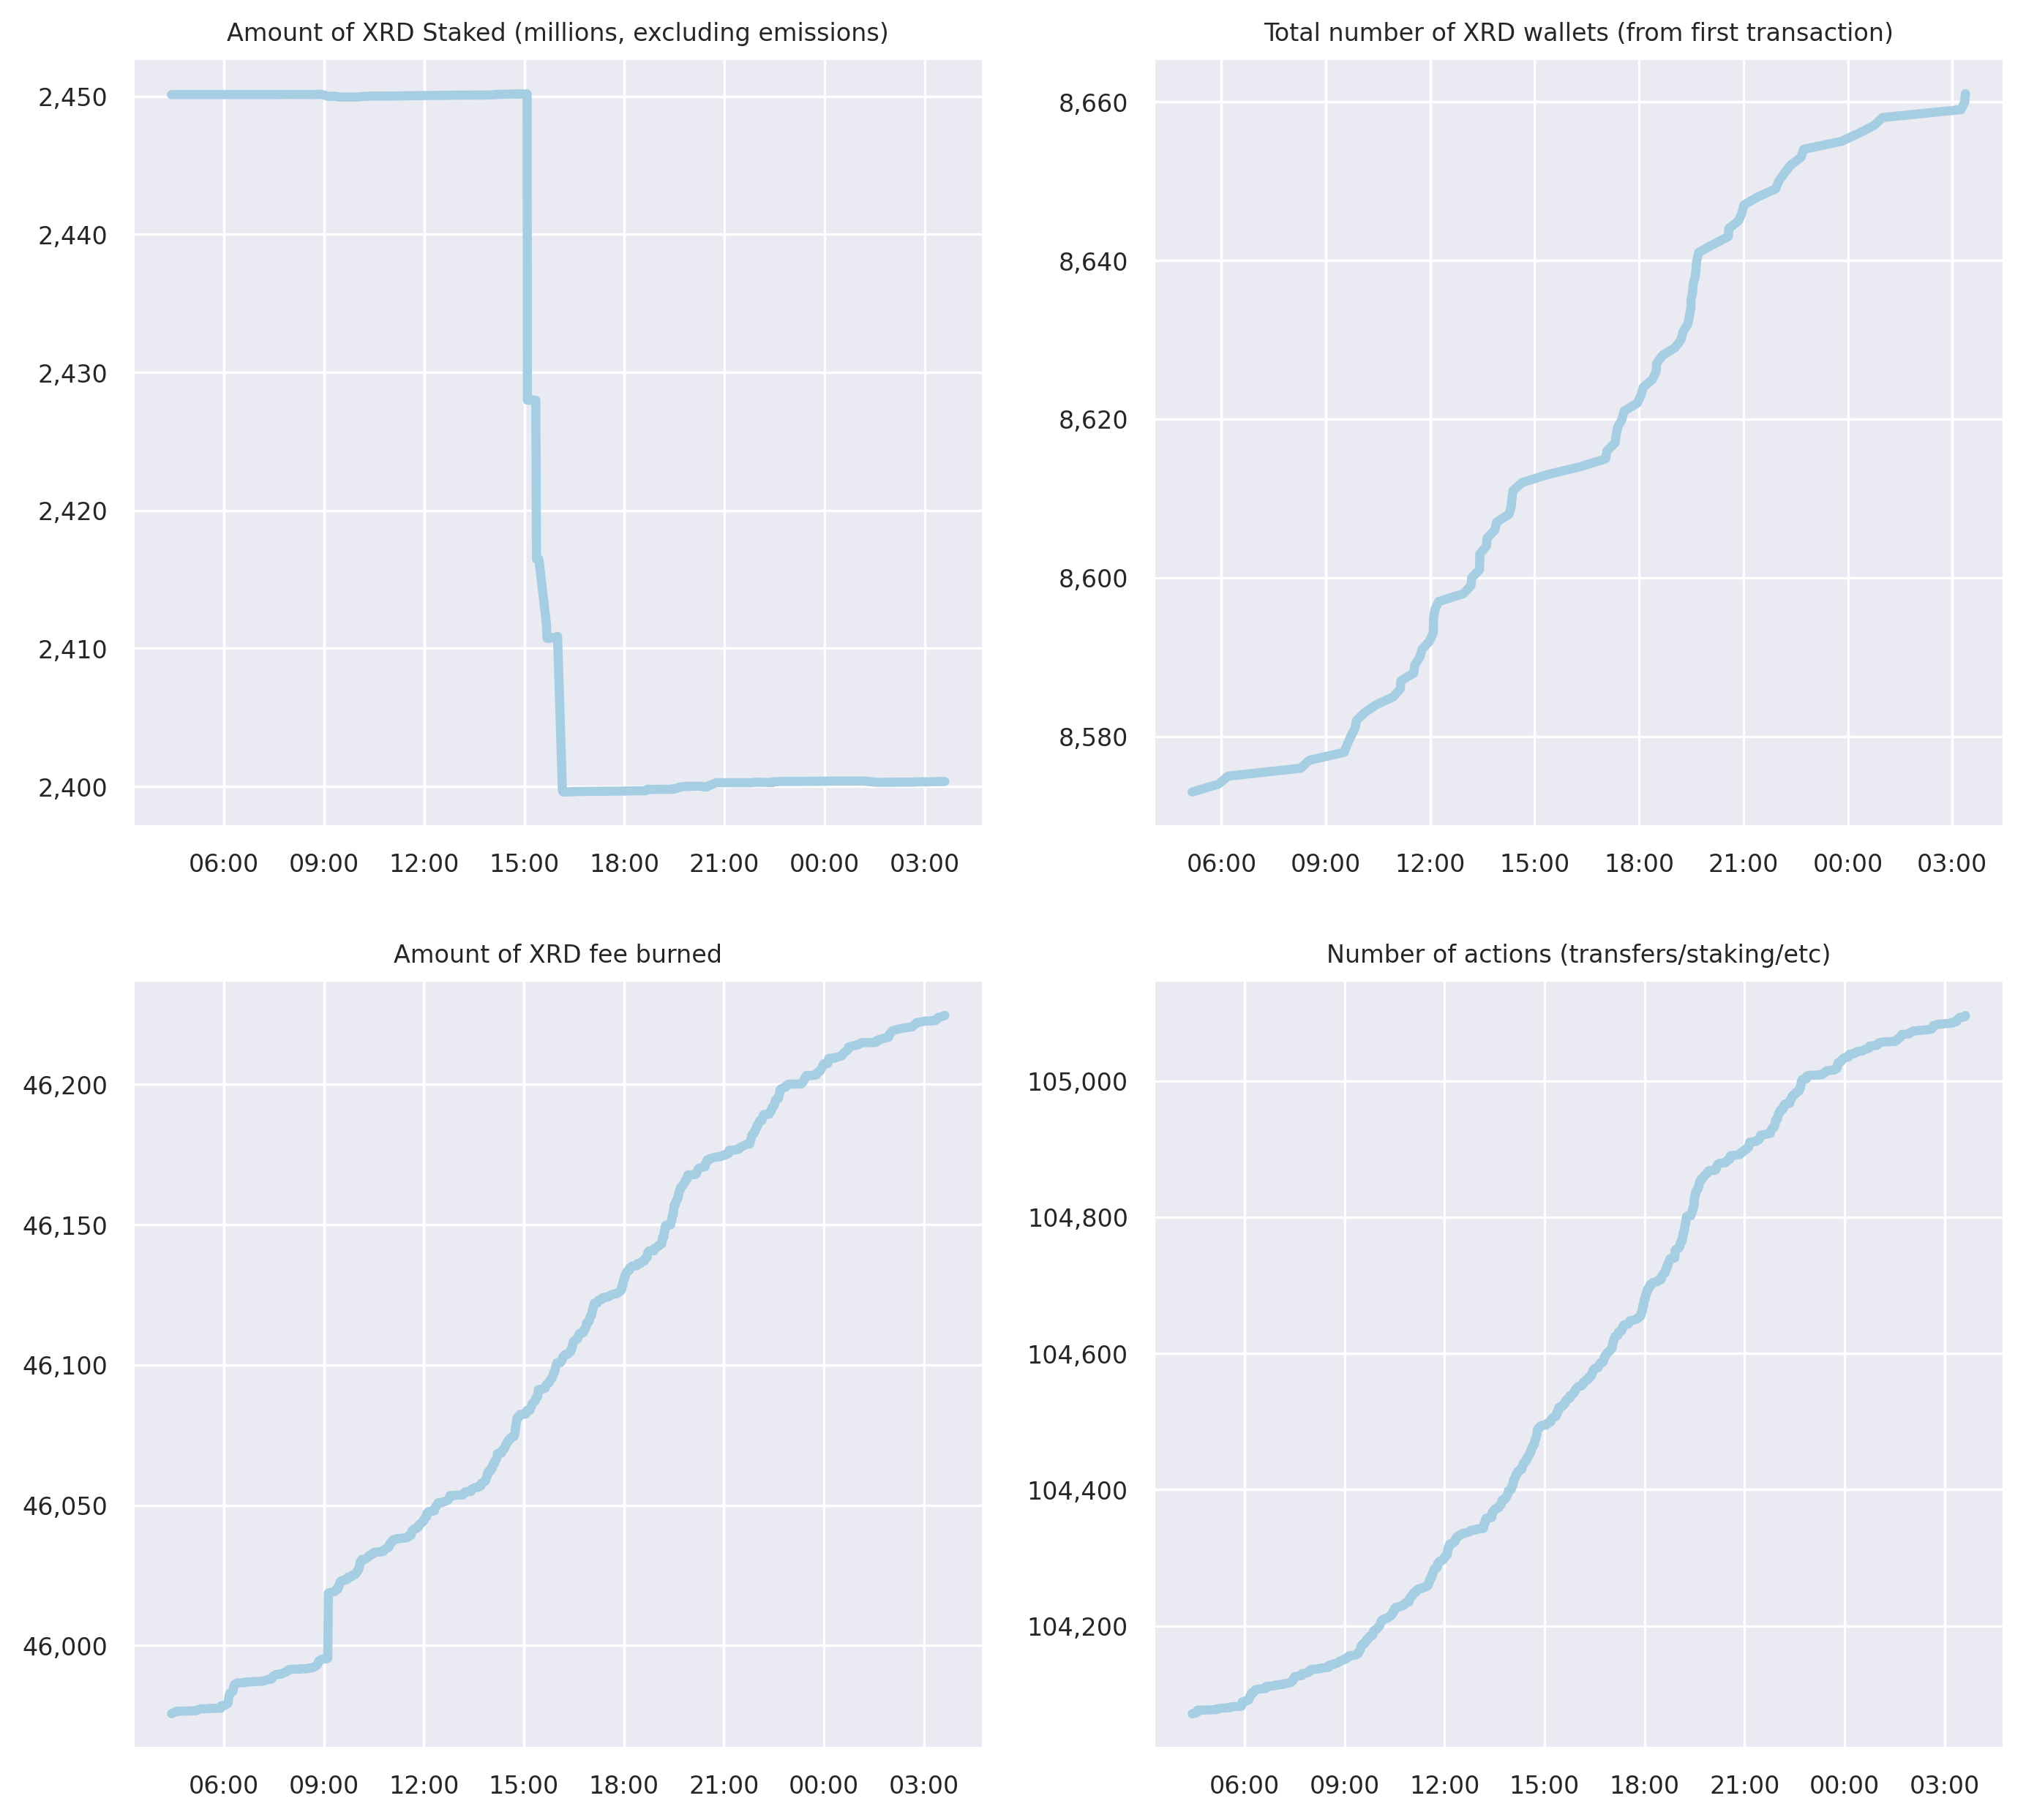 Amount of XRD Staked (millions, excluding emissions)
2,450
2,440
2,430
2,420
2,410
2,400
06:00 09:00 12:00 15:00 18:00 21:00 00:00 03:00
Total number of XRD wallets (from first transaction)
8,660
8,640
8,620
8,600
8,580
06:00 09:00 12:00 15:00 18:00 21:00 00:00 03:00
Amount of XRD fee burned
46,200
46,150
46,100
46,050
46,000
06:00 09:00 12:00 15:00 18:00 21:00 00:00 03:00
Number of actions (transfers/staking/etc)
105,000
104,800
104,600
104,400
104,200
06:00 09:00 12:00 15:00 18:00 21:00 00:00 03:00